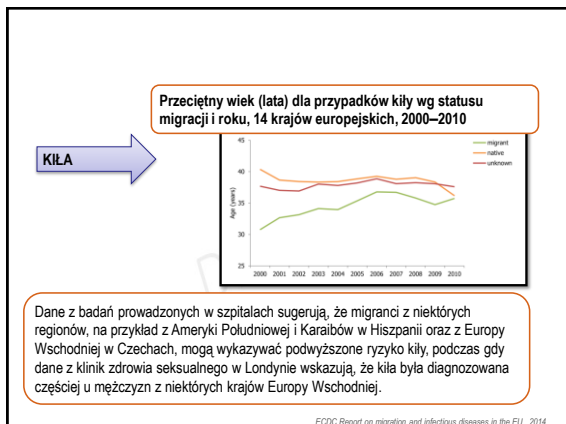 Przeciętny wiek (lata) dla przypadków kiły wg statusu
migracji i roku, 14 krajów europejskich, 2000–2010
KIŁA
45
40
35
30
25
Age (years)
migrant
native
unknown
2000 2001 2002 2003 2004 2005 2006 2007 2008 2009 2010
Dane z badań prowadzonych w szpitalach sugerują, że migranci z niektórych
regionów, na przykład z Ameryki Południowej i Karaibów w Hiszpanii oraz z Europy
Wschodniej w Czechach, mogą wykazywać podwyższone ryzyko kiły, podczas gdy
dane z klinik zdrowia seksualnego w Londynie wskazują, że kiła była diagnozowana
częściej u mężczyzn z niektórych krajów Europy Wschodniej.
ECDC Report on migration and infectious diseases in the EU, 2014